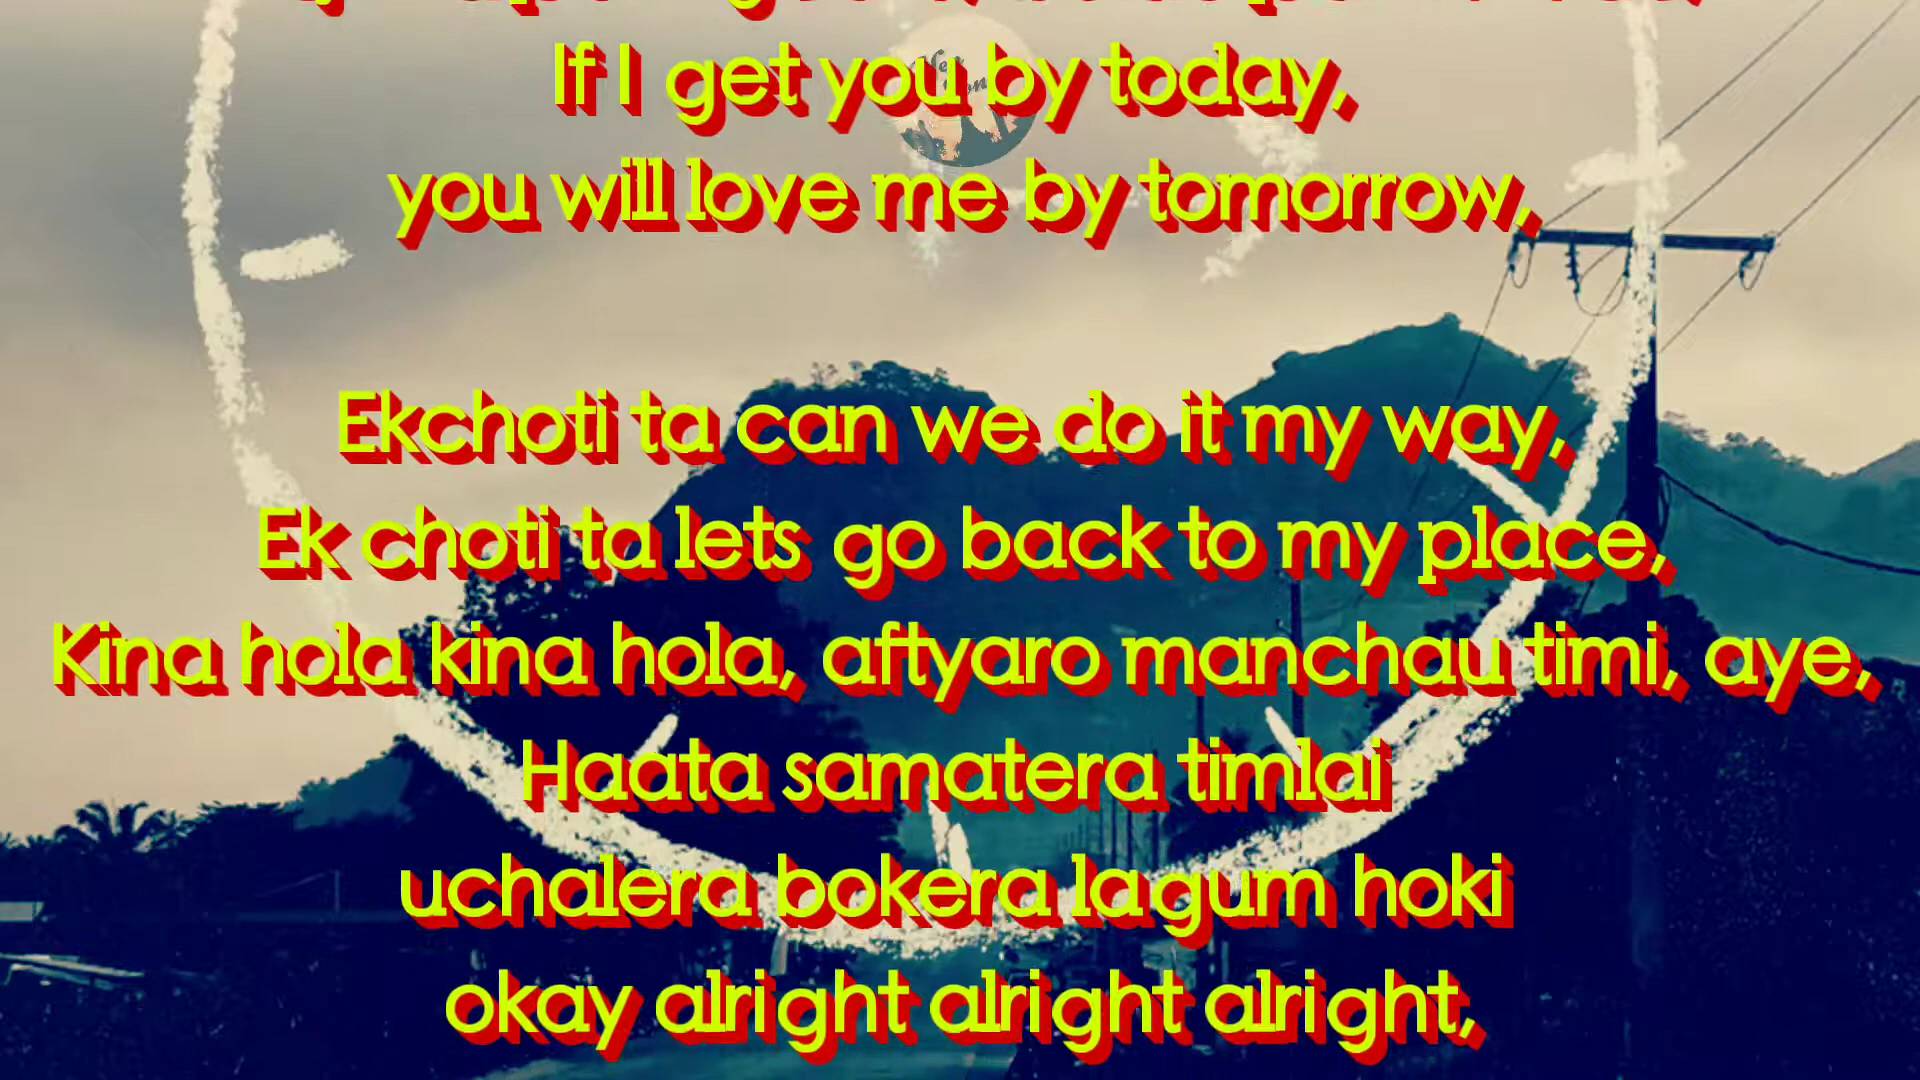 If I get you by today,
you will love me by tomorrow,
Ekchoti ta can we do it my way,
Ek choti ta lets go back to my place,
Kina hola kina hola, aftyaro manchau timi, aye,
Haata samatera timlai
uchalera bokera lagum hoki
okay alright alright alright,